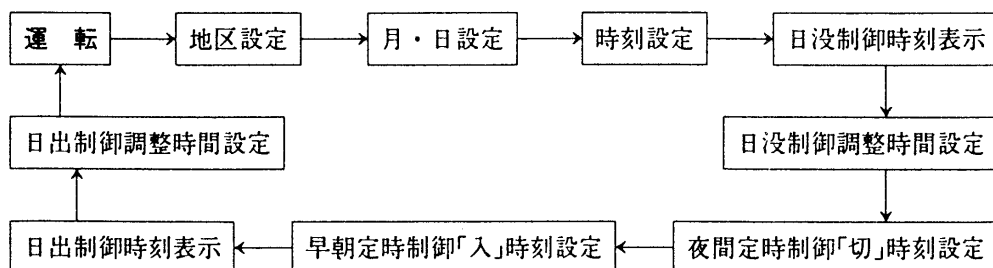 運 転
地区設定
月・日設定
時刻設定
日没制御時刻表示
日没制御調整時間設定
夜間定時制御「切」時刻設定
早朝定時制御「入」時刻設定
日出制御時刻表示
日出制御調整時間設定